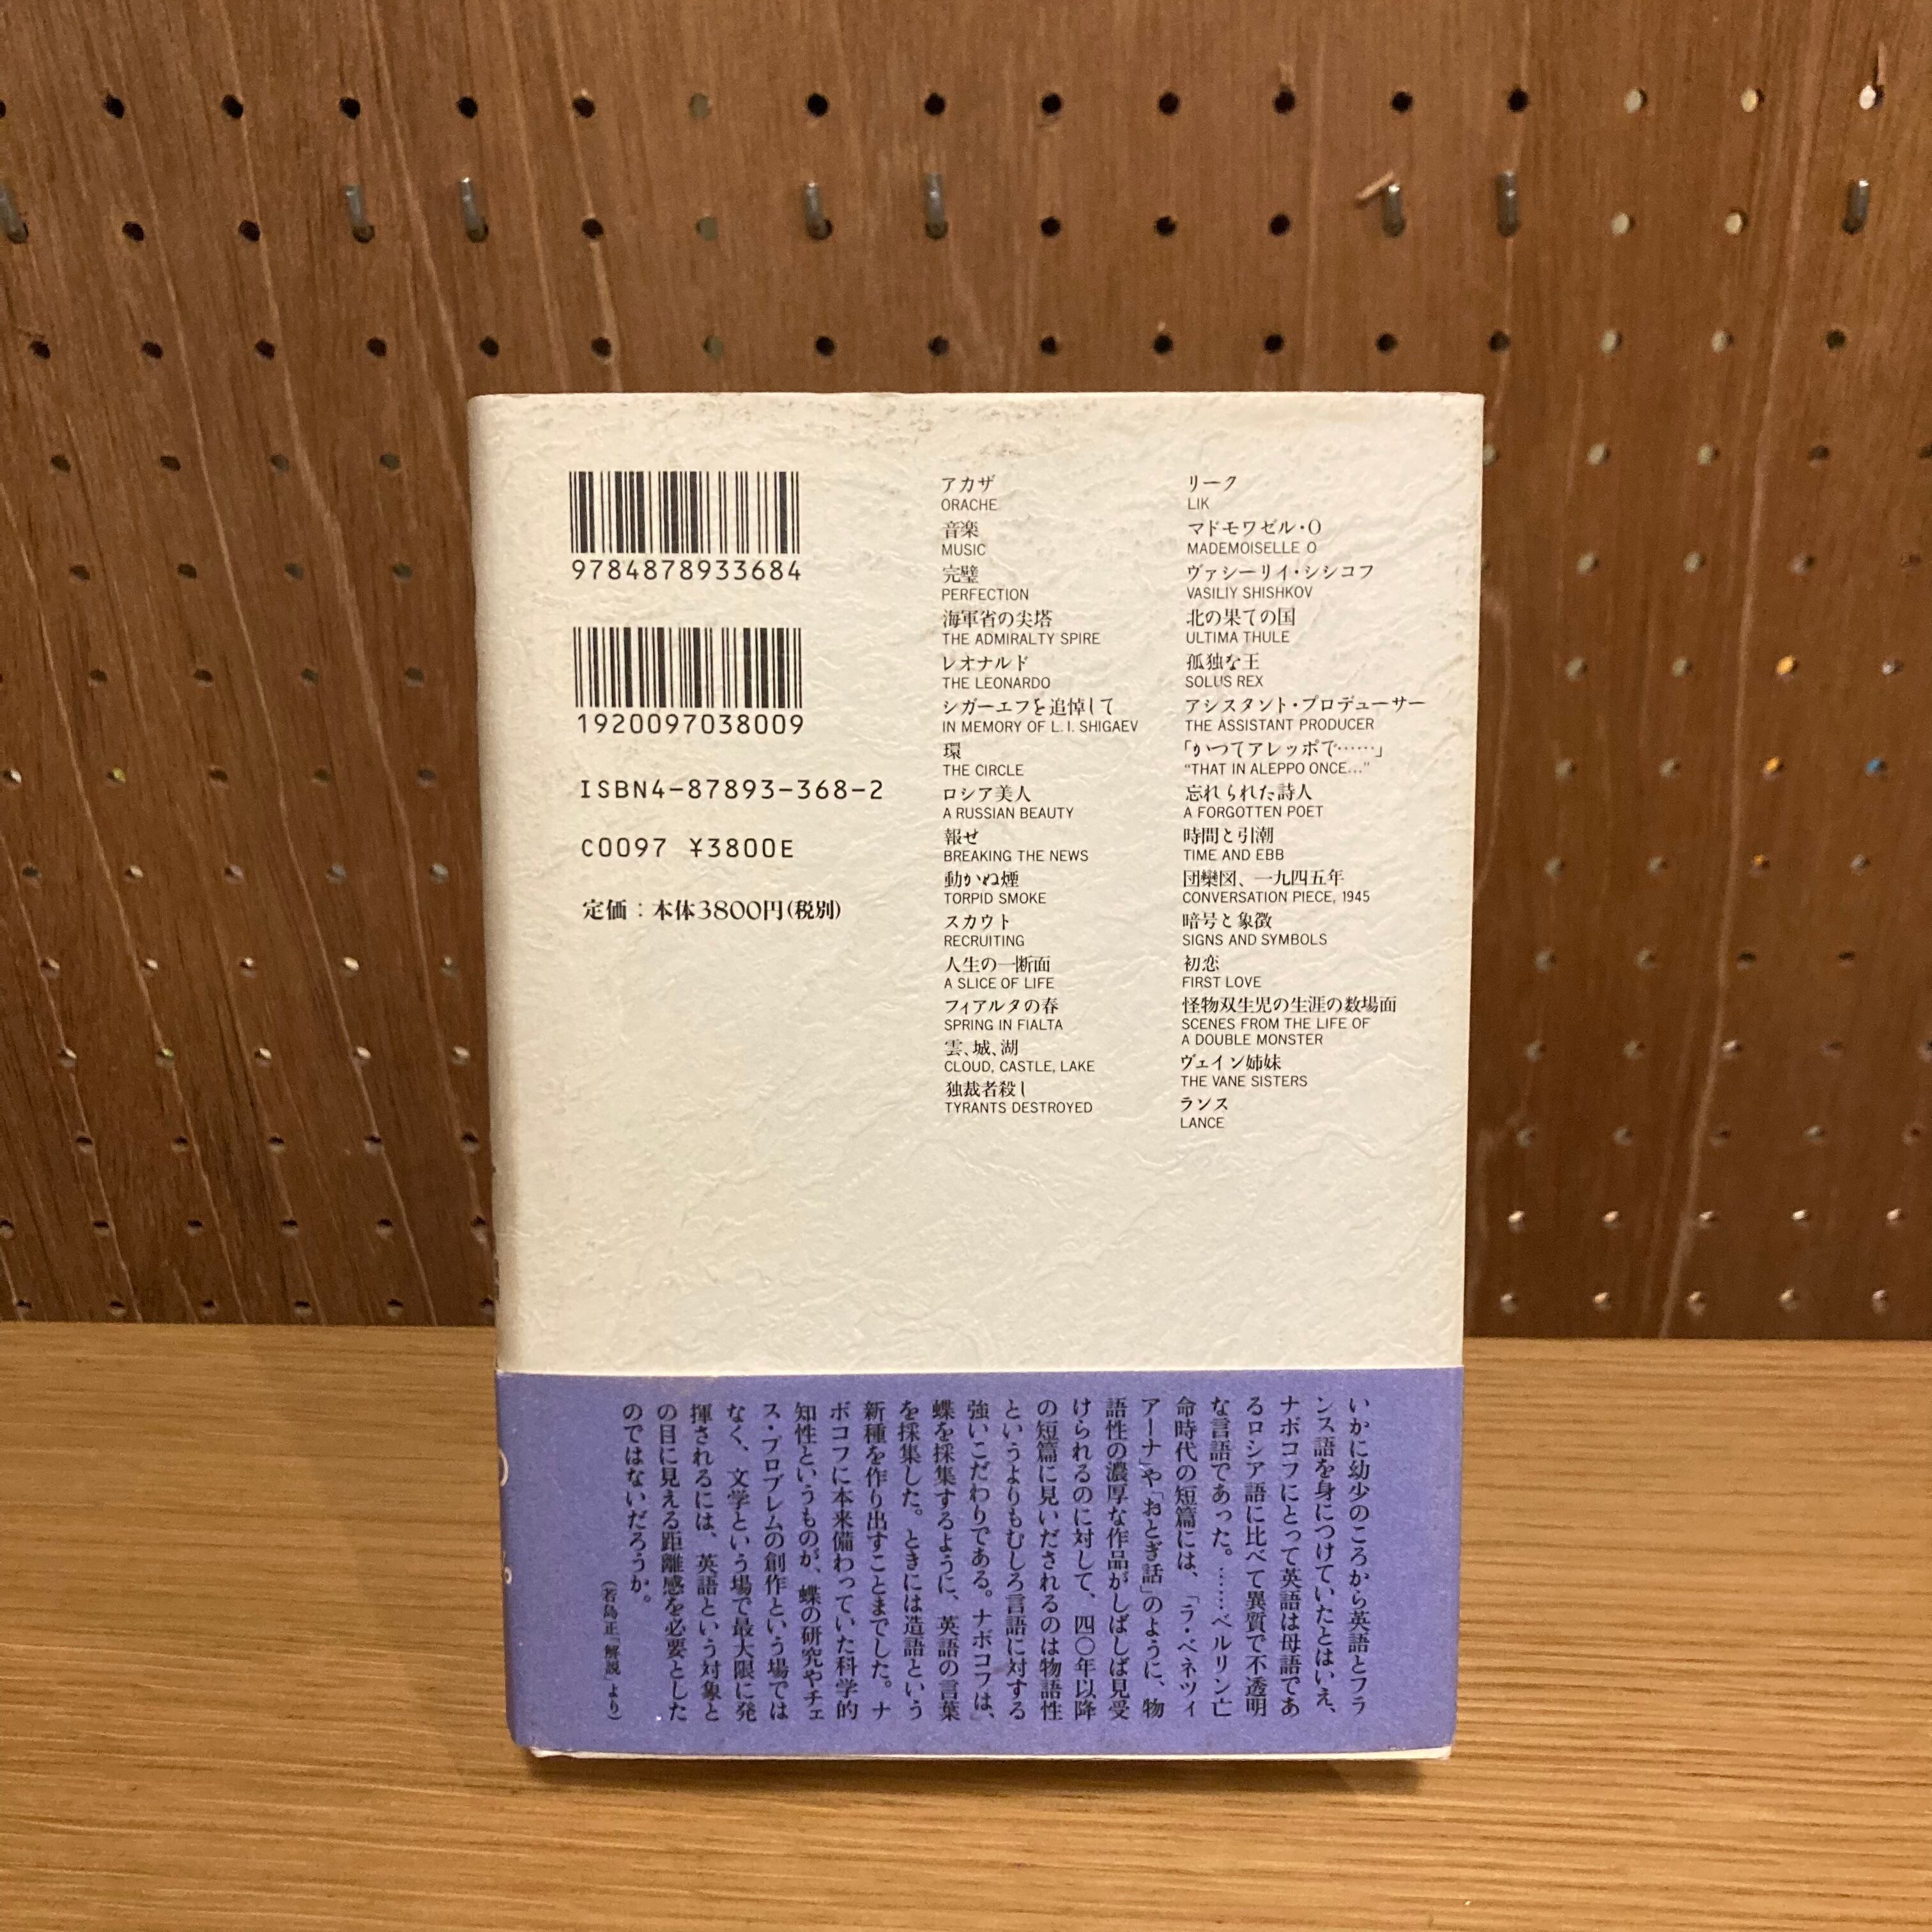 9784878933684
1920097038009
ISBN4-87893-368-2
C0097 ¥3800E
定価：本体3800円(税別)
アカザ
ORACHE
音楽
MUSIC
完璧
PERFECTION
海軍省の尖塔
THE ADMIRALTY SPIRE
レオナルド
THE LEONARDO
シガーエフを追悼して
IN MEMORY OF L. I. SHIGAEV
環
THE CIRCLE
ロシア美人
A RUSSIAN BEAUTY
報せ
BREAKING THE NEWS
動かぬ煙
TORPID SMOKE
スカウト
RECRUITING
人生の一断面
A SLICE OF LIFE
フィアルタの春
SPRING IN FIALTA
雲、城、湖
CLOUD, CASTLE, LAKE
独裁者殺し
TYRANTS DESTROYED
リーク
LIK
マドモワゼル・O
MADEMOISELLE O
ヴァシーリイ・シシコフ
VASILIY SHISHKOV
北の果ての国
ULTIMA THULE
孤独な王
SOLUS REX
アシスタント・プロデューサー
THE ASSISTANT PRODUCER
「かつてアレッポで……」
“THAT IN ALEPPO ONCE...”
忘れられた詩人
A FORGOTTEN POET
時間と引潮
TIME AND EBB
団欒図、一九四五年
CONVERSATION PIECE, 1945
暗号と象徴
SIGNS AND SYMBOLS
初恋
FIRST LOVE
怪物双生児の生涯の数場面
SCENES FROM THE LIFE OF
A DOUBLE MONSTER
ヴェイン姉妹
THE VANE SISTERS
ランス
LANCE
いかに幼少のころから英語とフラ
ンス語を身につけていたとはいえ、
ナボコフにとって英語は母語であ
るロシア語に比べて異質で不透明
な言語であった。……ベルリン亡
命時代の短篇には、「ラ・ベネツィ
アーナ」や「おとぎ話」のように、物
語性の濃厚な作品がしばしば見受
けられるのに対して、四〇年以降
の短篇に見いだされるのは物語性
というよりもむしろ言語に対する
強いこだわりである。ナボコフは、
蝶を採集するように、英語の言葉
を採集した。ときには造語という
新種を作り出すことまでした。ナ
ボコフに本来備わっていた科学的
知性というものが、蝶の研究やチェ
ス・プロブレムの創作という場では
なく、文学という場で最大限に発
揮されるには、英語という対象と
の目に見える距離感を必要とした
のではないだろうか。
（若島正「解説」より）